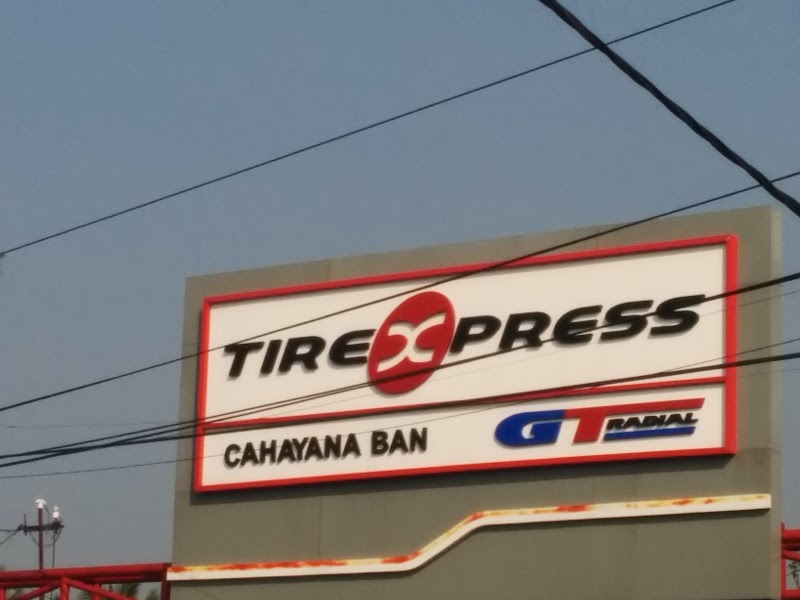 TIREXPRESS
CAHAYANA BAN
GT RADIAL